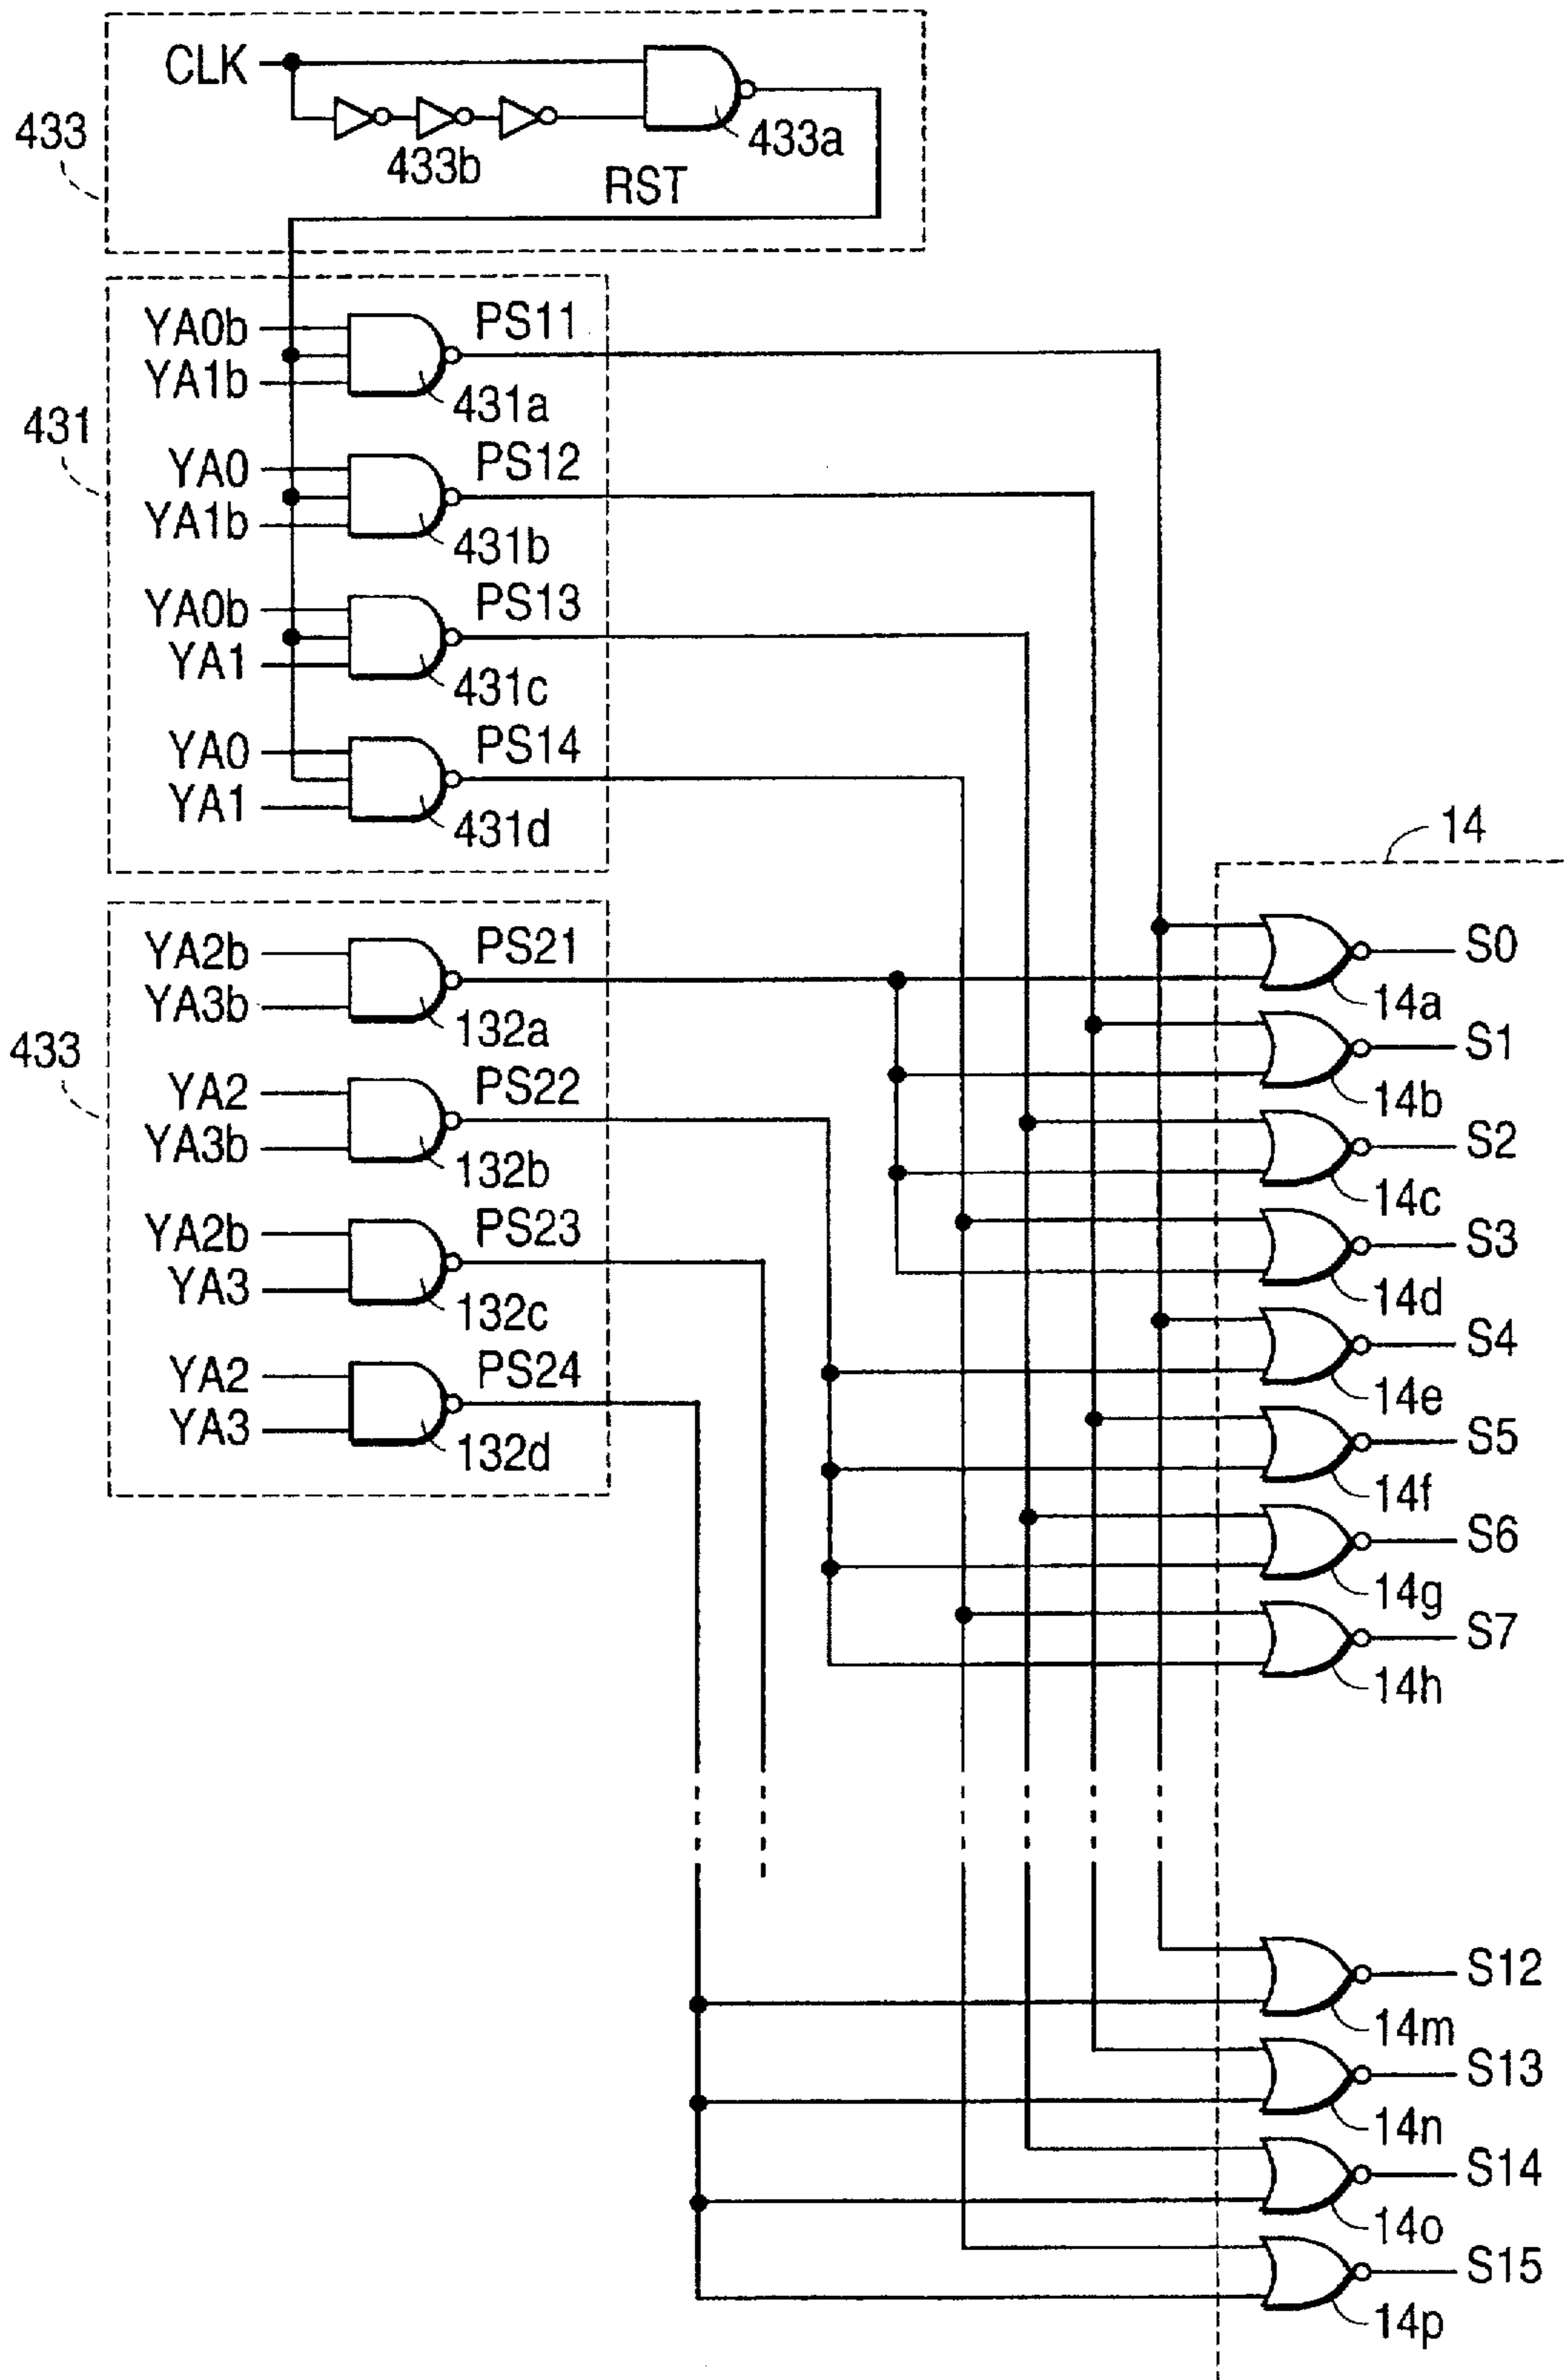 CLK
433
433b
433a
RST
YA0b
PS11
YA1b
431a
431
YA0
PS12
YA1b
431b
YA0b
PS13
YA1
431c
YA0
PS14
YA1
431d
14
YA2b
PS21
YA3b
132a
433
YA2
PS22
YA3b
132b
YA2b
PS23
YA3
132c
YA2
PS24
YA3
132d
S0
14a
S1
14b
S2
14c
S3
14d
S4
14e
S5
14f
S6
14g
S7
14h
S12
14m
S13
14n
S14
14o
S15
14p